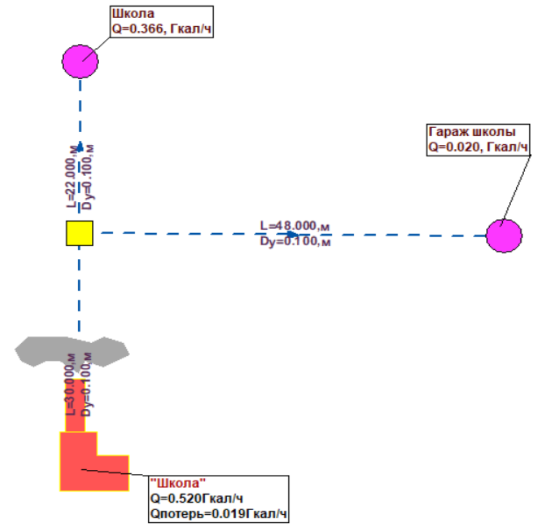 Школа
Q=0.366, Гкал/ч
Гараж школы
Q=0.020, Гкал/ч
L=22.000,м
Dy=0.100,м
L=48.000,м
Dy=0.100,м
L=30.000,м
Dy=0.100,м
"Школа"
Q=0.520Гкал/ч
Qпотерь=0.019Гкал/ч